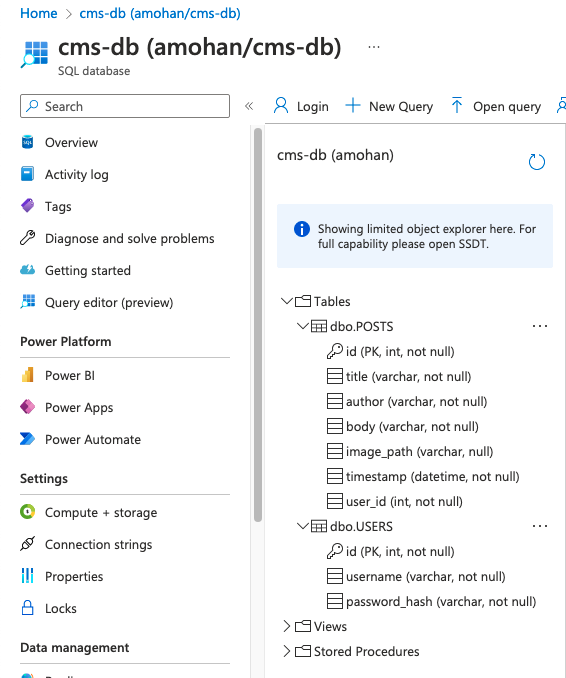 Home > cms-db (amohan/cms-db)
cms-db (amohan/cms-db) ...
SQL database
Search
Overview
Activity log
Tags
Diagnose and solve problems
Getting started
Query editor (preview)
Power Platform
Power BI
Power Apps
Power Automate
Settings
Compute + storage
Connection strings
Properties
Locks
Data management
« Login New Query Open query
cms-db (amohan)
Showing limited object explorer here. For
full capability please open SSDT.
Tables
dbo.POSTS ...
id (PK, int, not null)
title (varchar, not null)
author (varchar, not null)
body (varchar, not null)
image_path (varchar, null)
timestamp (datetime, not null)
user_id (int, not null)
dbo.USERS ...
id (PK, int, not null)
username (varchar, not null)
password_hash (varchar, not null)
Views
Stored Procedures